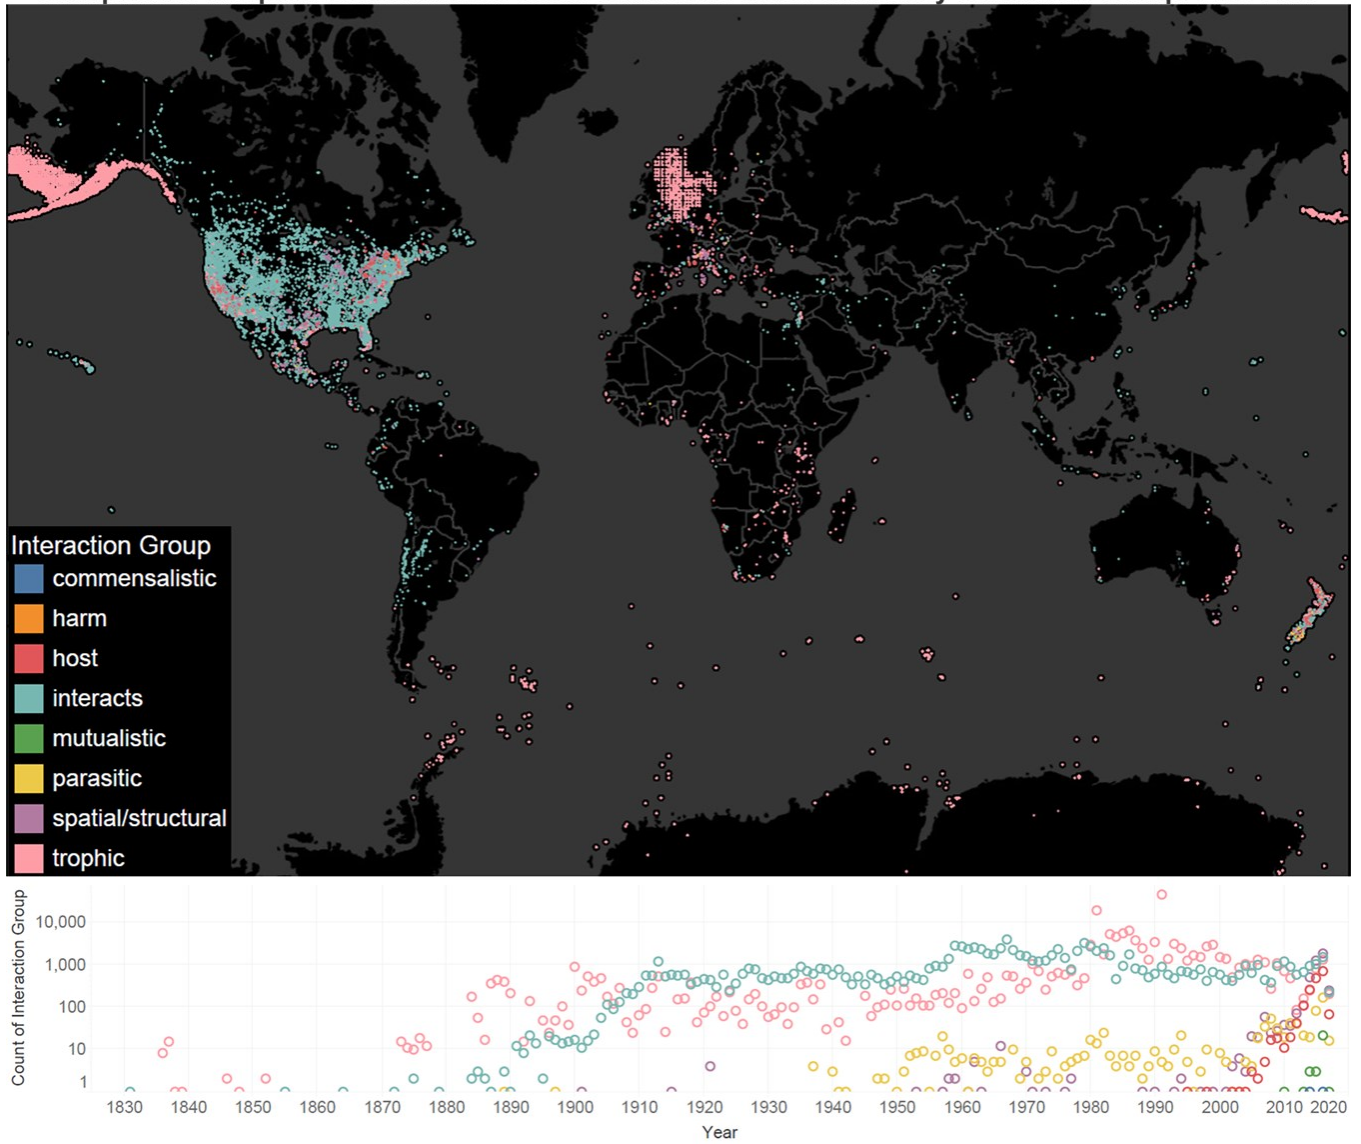 Interaction Group
commensalistic
harm
host
interacts
mutualistic
parasitic
spatial/structural
trophic
Count of Interaction Group
10,000
1,000
100
10
1
1830 1840 1850 1860 1870 1880 1890 1900 1910 1920 1930 1940 1950 1960 1970 1980 1990 2000 2010 2020
Year